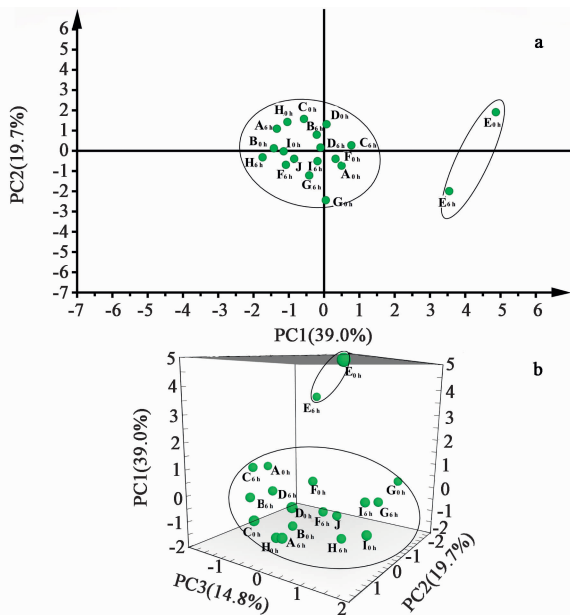 a
6
5
4
3
2
1
0
-1
-2
-3
-4
-5
-6
-7
PC2(19.7%)
H0h C0h D0h E0h
A6h B6h
B0h I0h D6h C6h
H6h F6h J I6h F0h A0h
G6h
G0h
E6h
-7 -6 -5 -4 -3 -2 -1 0 1 2 3 4 5 6 7
PC1(39.0%)
b
5
4
3
2
1
0
-1
-2
PC1(39.0%)
5
4
3
2
1
0
-1
-2
E0h
E6h
C6h A0h
F0h G0h
B6h D6h
D0h F6h J I6h G6h
C0h B0h
H0h A6h H6h I0h
-1 0 1 2
PC3(14.8%)
1 0 -1 -2
PC2(19.7%)